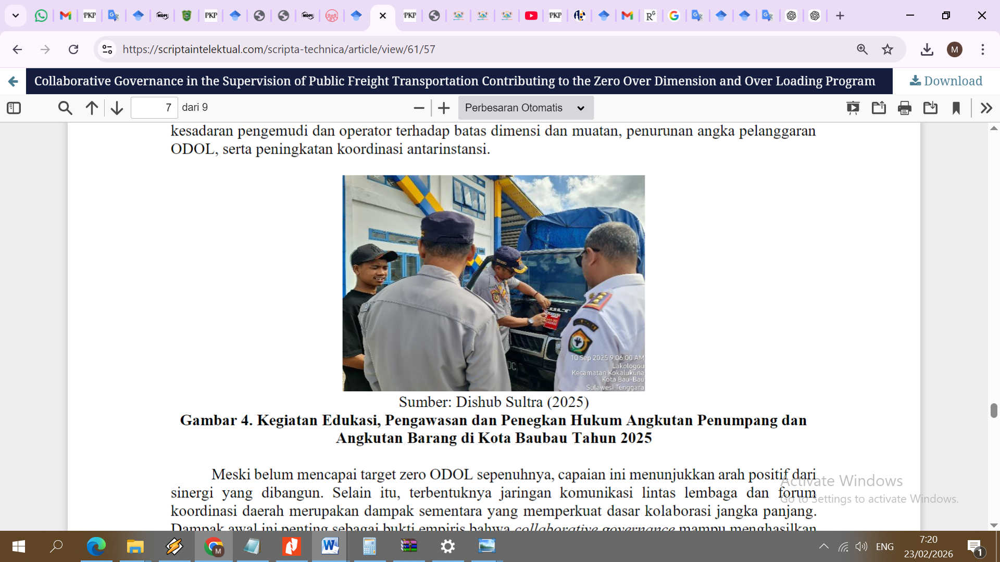 https://scriptaintelektual.com/scripta-technica/article/view/61/57
M
Collaborative Governance in the Supervision of Public Freight Transportation Contributing to the Zero Over Dimension and Over Loading Program
Download
7 dari 9
Perbesaran Otomatis
kesadaran pengemudi dan operator terhadap batas dimensi dan muatan, penurunan angka pelanggaran
ODOL, serta peningkatan koordinasi antarinstansi.
10 Sep 2025 9.06.00 AM
Lakologou
Kecamatan Kokalukuna
Kota Bau-Bau
Sulawesi Tenggara
Sumber: Dishub Sultra (2025)
Gambar 4. Kegiatan Edukasi, Pengawasan dan Penegkan Hukum Angkutan Penumpang dan
Angkutan Barang di Kota Baubau Tahun 2025
Meski belum mencapai target zero ODOL sepenuhnya, capaian ini menunjukkan arah positif dari
sinergi yang dibangun. Selain itu, terbentuknya jaringan komunikasi lintas lembaga dan forum
koordinasi daerah merupakan dampak sementara yang memperkuat dasar kolaborasi jangka panjang.
Dampak awal ini penting sebagai bukti empiris bahwa collaborative governance mampu menghasilkan
Activate Windows
Go to Settings to activate Windows.
ENG
7:20
23/02/2026
1